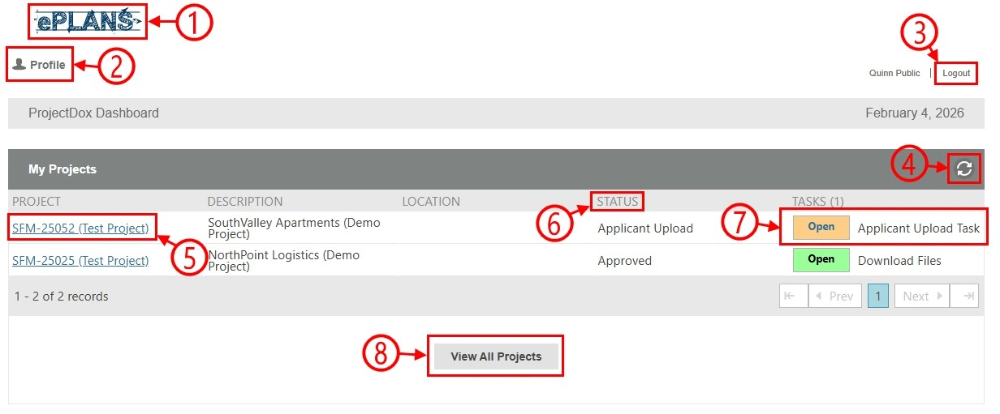 ePLANS
1
Profile
2
3
Quinn Public | Logout
ProjectDox Dashboard
February 4, 2026
My Projects
4
PROJECT DESCRIPTION LOCATION STATUS TASKS (1)
6
7
SFM-25052 (Test Project) SouthValley Apartments (Demo Project) Applicant Upload Open Applicant Upload Task
5
SFM-25025 (Test Project) NorthPoint Logistics (Demo Project) Approved Open Download Files
1 - 2 of 2 records
Prev 1 Next
8
View All Projects